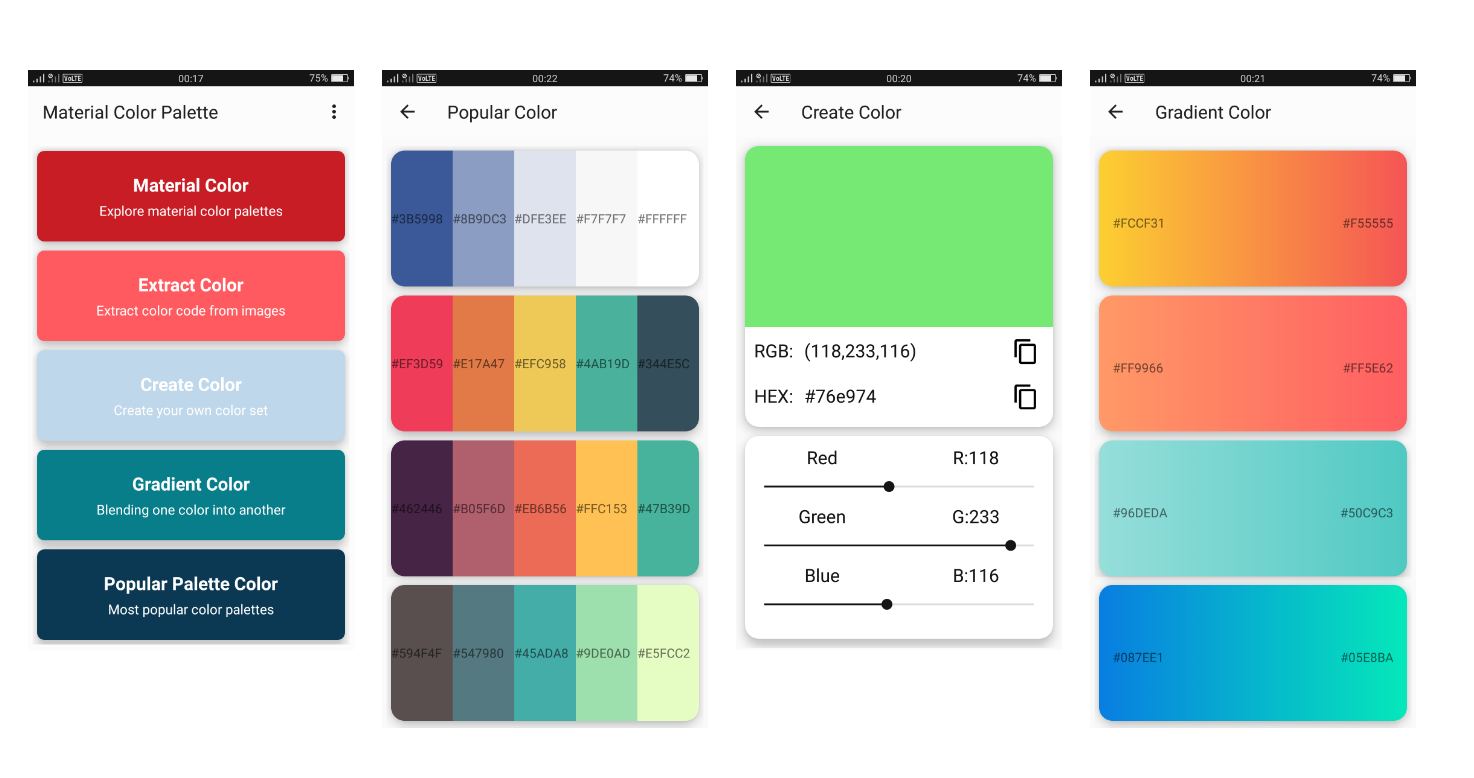 VoLTE 00:17 75%
Material Color Palette
Material Color
Explore material color palettes
Extract Color
Extract color code from images
Create Color
Create your own color set
Gradient Color
Blending one color into another
Popular Palette Color
Most popular color palettes
VoLTE 00:22 74%
Popular Color
#3B5998 #8B9DC3 #DFE3EE #F7F7F7 #FFFFFF
#EF3D59 #E17A47 #EFC958 #4AB19D #344E5C
#462446 #B05F6D #EB6B56 #FFC153 #47B39D
#594F4F #547980 #45ADA8 #9DE0AD #E5FCC2
VoLTE 00:20 74%
Create Color
RGB: (118,233,116)
HEX: #76e974
Red R:118
Green G:233
Blue B:116
VoLTE 00:21 74%
Gradient Color
#FCCF31 #F55555
#FF9966 #FF5E62
#96DEDA #50C9C3
#087EE1 #05E8BA